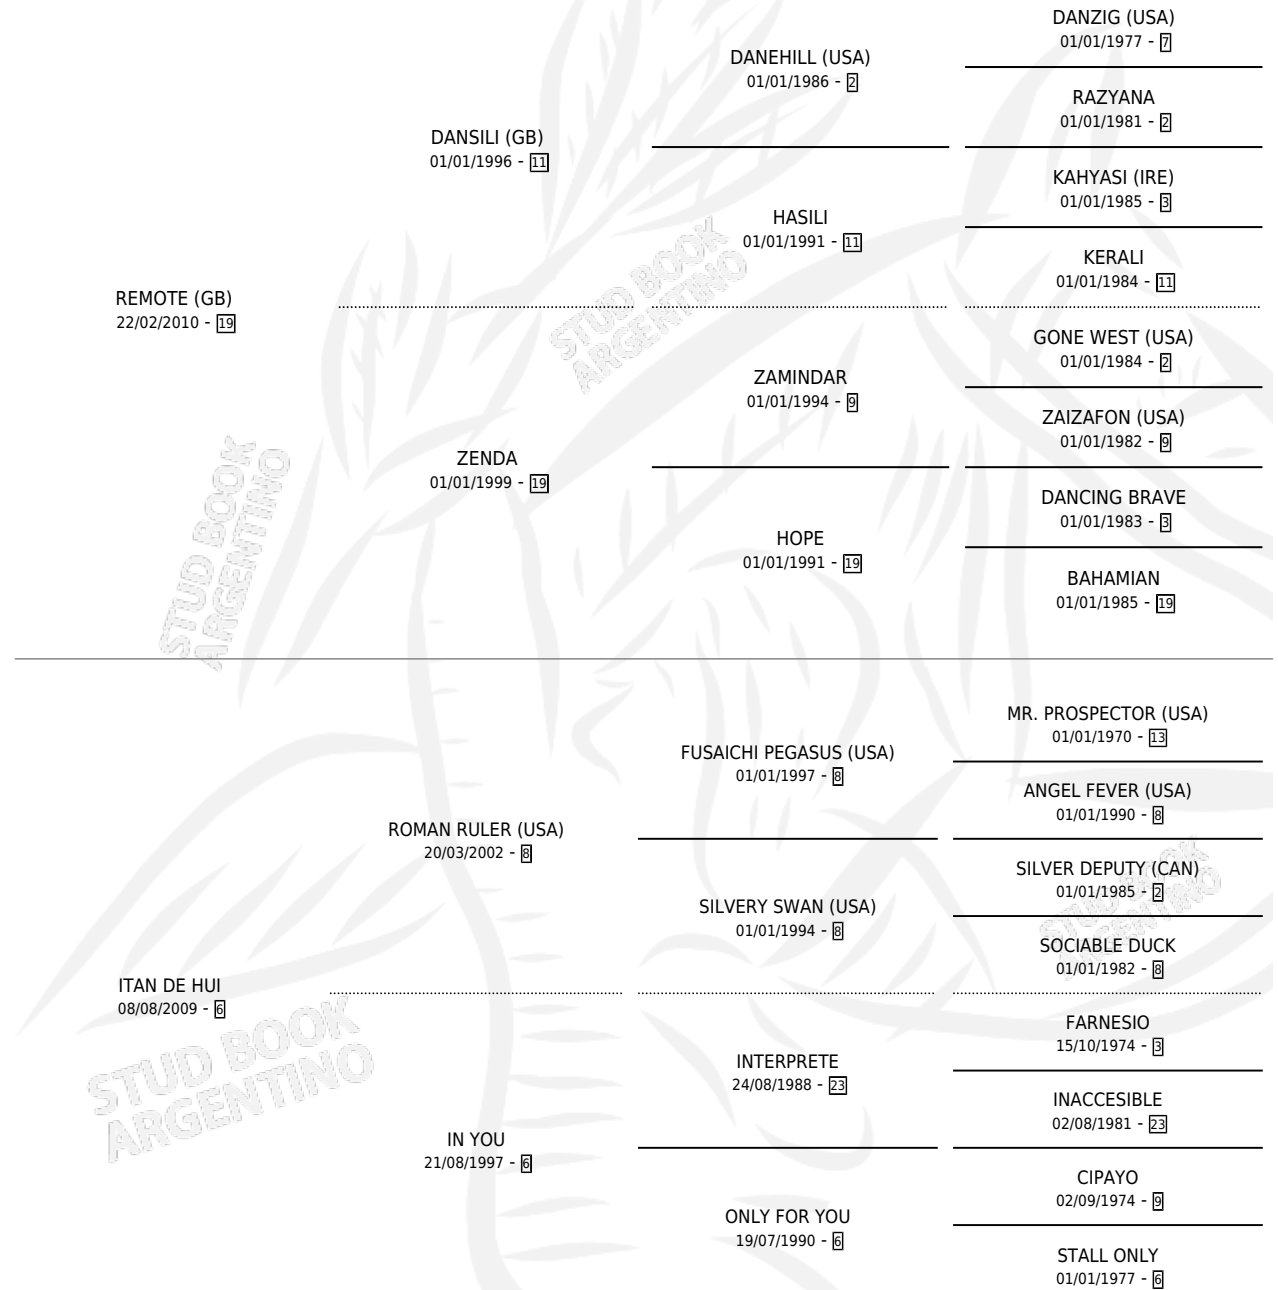 DANZIG (USA)
01/01/1977 - 7
DANEHILL (USA)
01/01/1986 - 2
RAZYANA
01/01/1981 - 2
DANSILI (GB)
01/01/1996 - 11
KAHYASI (IRE)
01/01/1985 - 3
HASILI
01/01/1991 - 11
KERALI
01/01/1984 - 11
REMOTE (GB)
22/02/2010 - 19
GONE WEST (USA)
01/01/1984 - 2
ZAMINDAR
01/01/1994 - 9
ZAIZAFON (USA)
01/01/1982 - 9
ZENDA
01/01/1999 - 19
DANCING BRAVE
01/01/1983 - 3
HOPE
01/01/1991 - 19
BAHAMIAN
01/01/1985 - 19
MR. PROSPECTOR (USA)
01/01/1970 - 13
FUSAICHI PEGASUS (USA)
01/01/1997 - 8
ANGEL FEVER (USA)
01/01/1990 - 8
ROMAN RULER (USA)
20/03/2002 - 8
SILVER DEPUTY (CAN)
01/01/1985 - 2
SILVERY SWAN (USA)
01/01/1994 - 8
SOCIABLE DUCK
01/01/1982 - 8
ITAN DE HUI
08/08/2009 - 6
FARNESIO
15/10/1974 - 3
INTERPRETE
24/08/1988 - 23
INACCESIBLE
02/08/1981 - 23
IN YOU
21/08/1997 - 6
CIPAYO
02/09/1974 - 9
ONLY FOR YOU
19/07/1990 - 6
STALL ONLY
01/01/1977 - 6
STUD BOOK
ARGENTINO
STUD BOOK
ARGENTINO
STUD BOOK
ARGENTINO
STUD BOOK
ARGENTINO